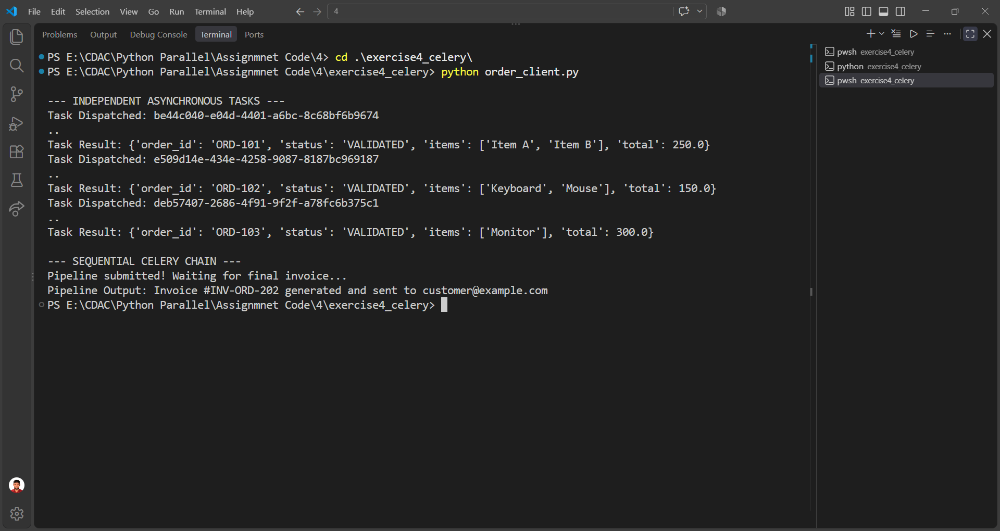 File Edit Selection View Go Run Terminal Help
4
Problems Output Debug Console Terminal Ports
PS E:\CDAC\Python Parallel\Assignmnet Code\4> cd .\exercise4_celery\
PS E:\CDAC\Python Parallel\Assignmnet Code\4\exercise4_celery> python order_client.py
--- INDEPENDENT ASYNCHRONOUS TASKS ---
Task Dispatched: be44c040-e04d-4401-a6bc-8c68bf6b9674
..
Task Result: {'order_id': 'ORD-101', 'status': 'VALIDATED', 'items': ['Item A', 'Item B'], 'total': 250.0}
Task Dispatched: e509d14e-434e-4258-9087-8187bc969187
..
Task Result: {'order_id': 'ORD-102', 'status': 'VALIDATED', 'items': ['Keyboard', 'Mouse'], 'total': 150.0}
Task Dispatched: deb57407-2686-4f91-9f2f-a78fc6b375c1
..
Task Result: {'order_id': 'ORD-103', 'status': 'VALIDATED', 'items': ['Monitor'], 'total': 300.0}
--- SEQUENTIAL CELERY CHAIN ---
Pipeline submitted! Waiting for final invoice...
Pipeline Output: Invoice #INV-ORD-202 generated and sent to customer@example.com
PS E:\CDAC\Python Parallel\Assignmnet Code\4\exercise4_celery>
pwsh exercise4_celery
python exercise4_celery
pwsh exercise4_celery